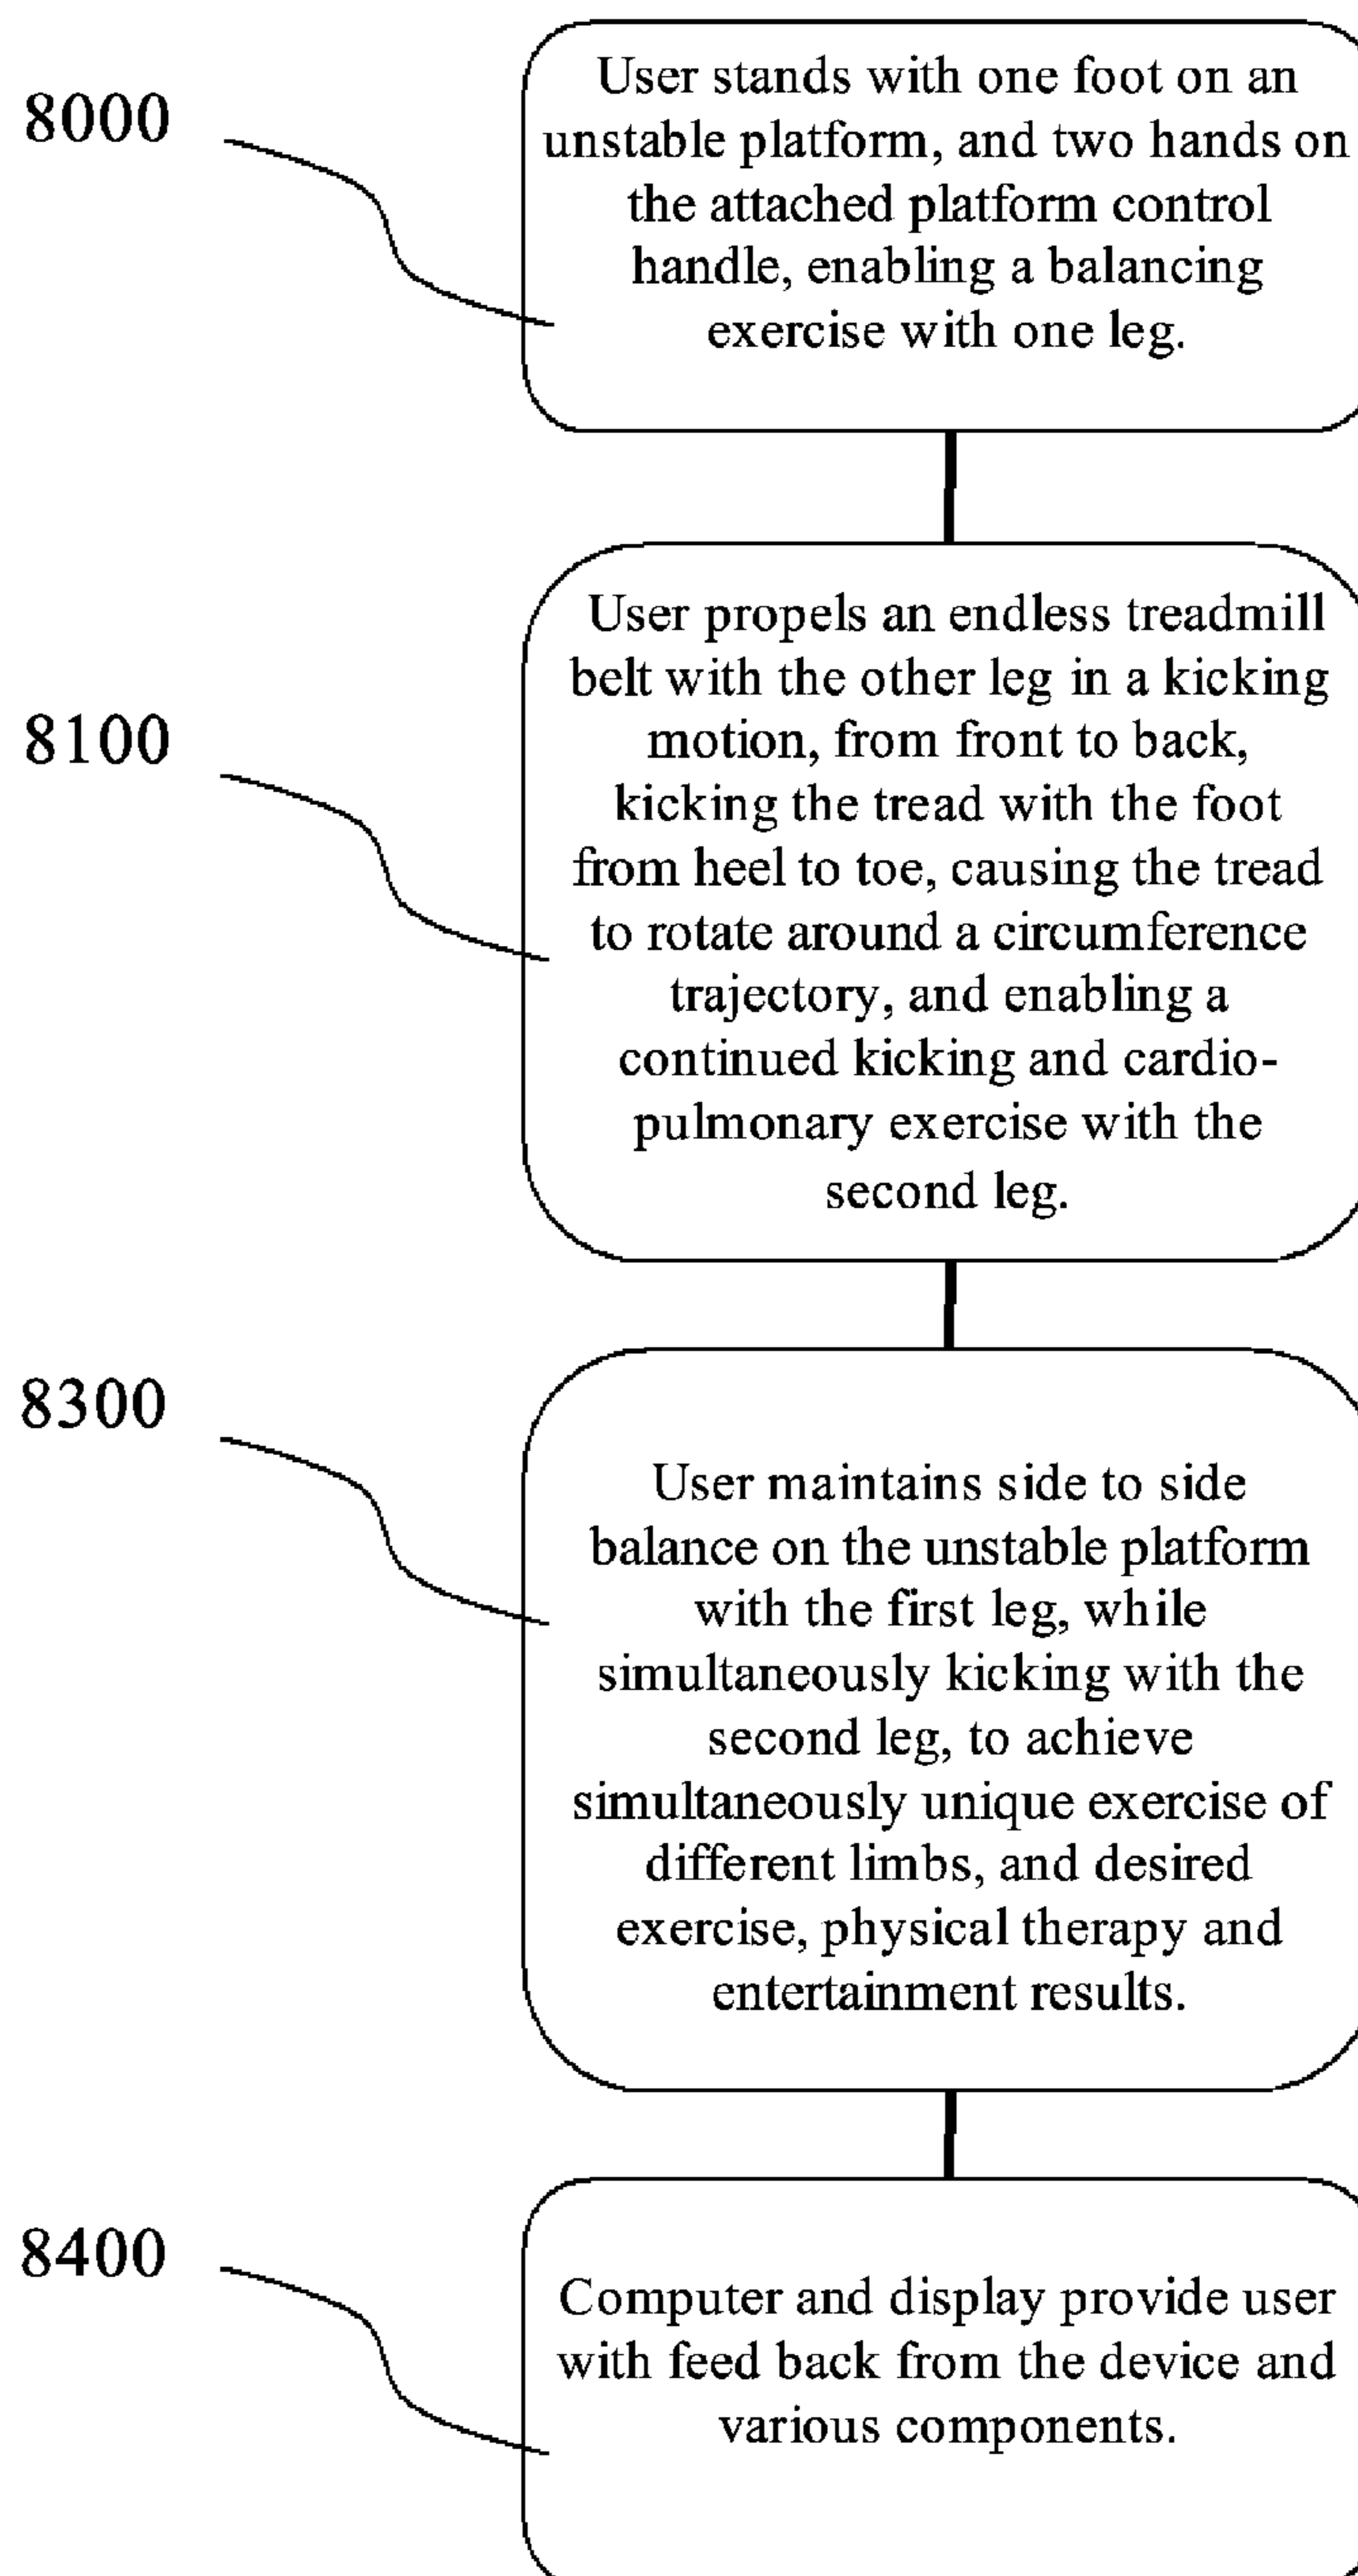 8000
User stands with one foot on an
unstable platform, and two hands on
the attached platform control
handle, enabling a balancing
exercise with one leg.
8100
User propels an endless treadmill
belt with the other leg in a kicking
motion, from front to back,
kicking the tread with the foot
from heel to toe, causing the tread
to rotate around a circumference
trajectory, and enabling a
continued kicking and cardio-
pulmonary exercise with the
second leg.
8300
User maintains side to side
balance on the unstable platform
with the first leg, while
simultaneously kicking with the
second leg, to achieve
simultaneously unique exercise of
different limbs, and desired
exercise, physical therapy and
entertainment results.
8400
Computer and display provide user
with feed back from the device and
various components.